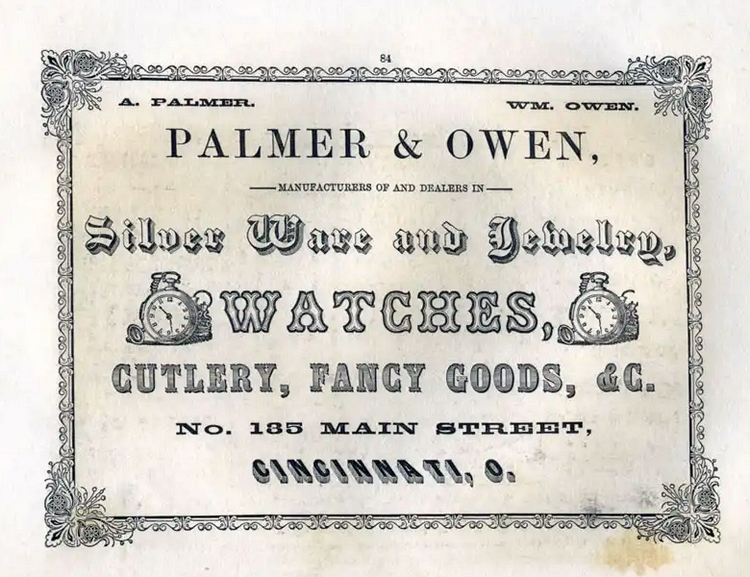 84
A. PALMER. WM. OWEN.
PALMER & OWEN,
MANUFACTURERS OF AND DEALERS IN
Silver Ware and Jewelry,
WATCHES,
CUTLERY, FANCY GOODS, &C.
No. 135 MAIN STREET,
CINCINNATI, O.